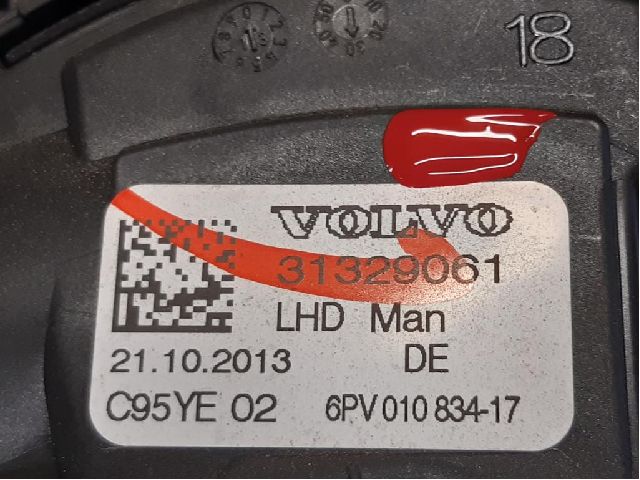 18
VOLVO
31329061
LHD Man
21.10.2013 DE
C95YE 02 6PV 010 834-17